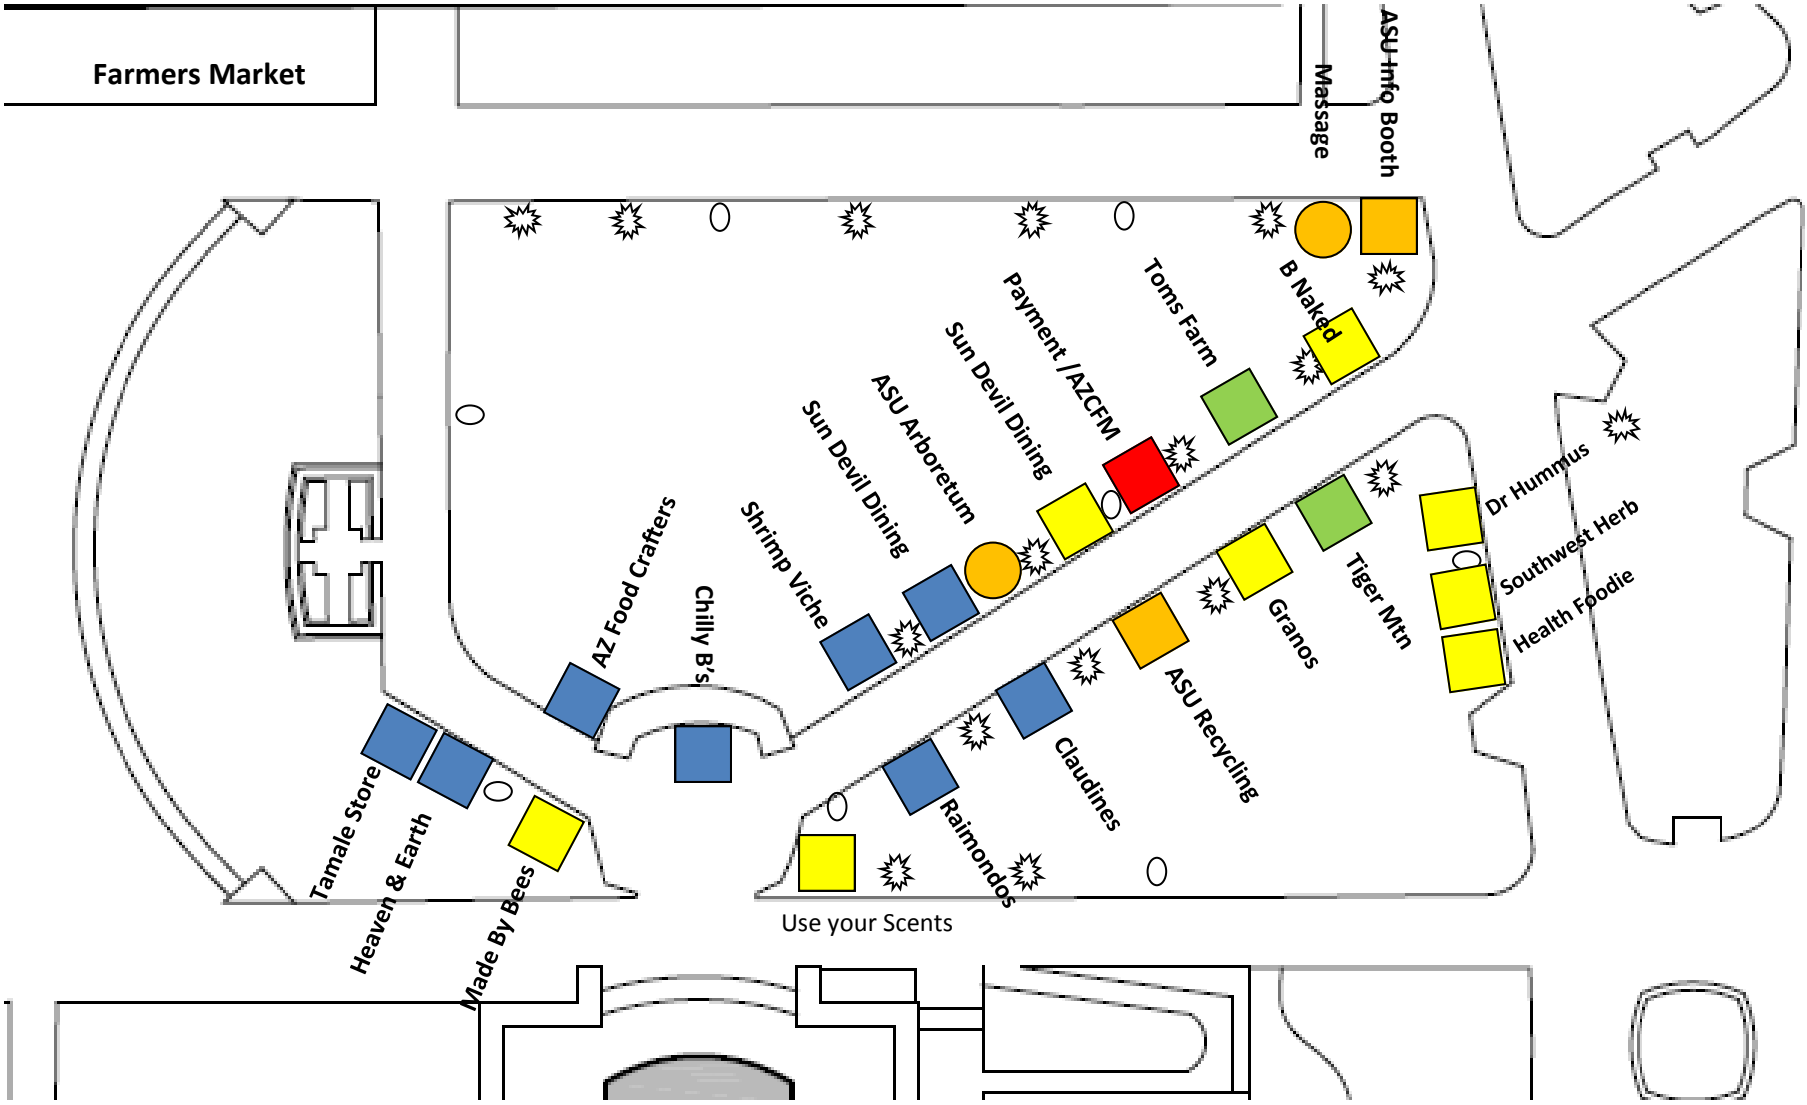 Farmers Market
Massage
ASU Info Booth
B Naked
Toms Farm
Payment /AZCFM
Sun Devil Dining
ASU Arboretum
Sun Devil Dining
Shrimp Viche
Chilly B's
AZ Food Crafters
Dr Hummus
Southwest Herb
Health Foodie
Tiger Mtn
Granos
ASU Recycling
Claudines
Raimondos
Tamale Store
Heaven & Earth
Made By Bees
Use your Scents